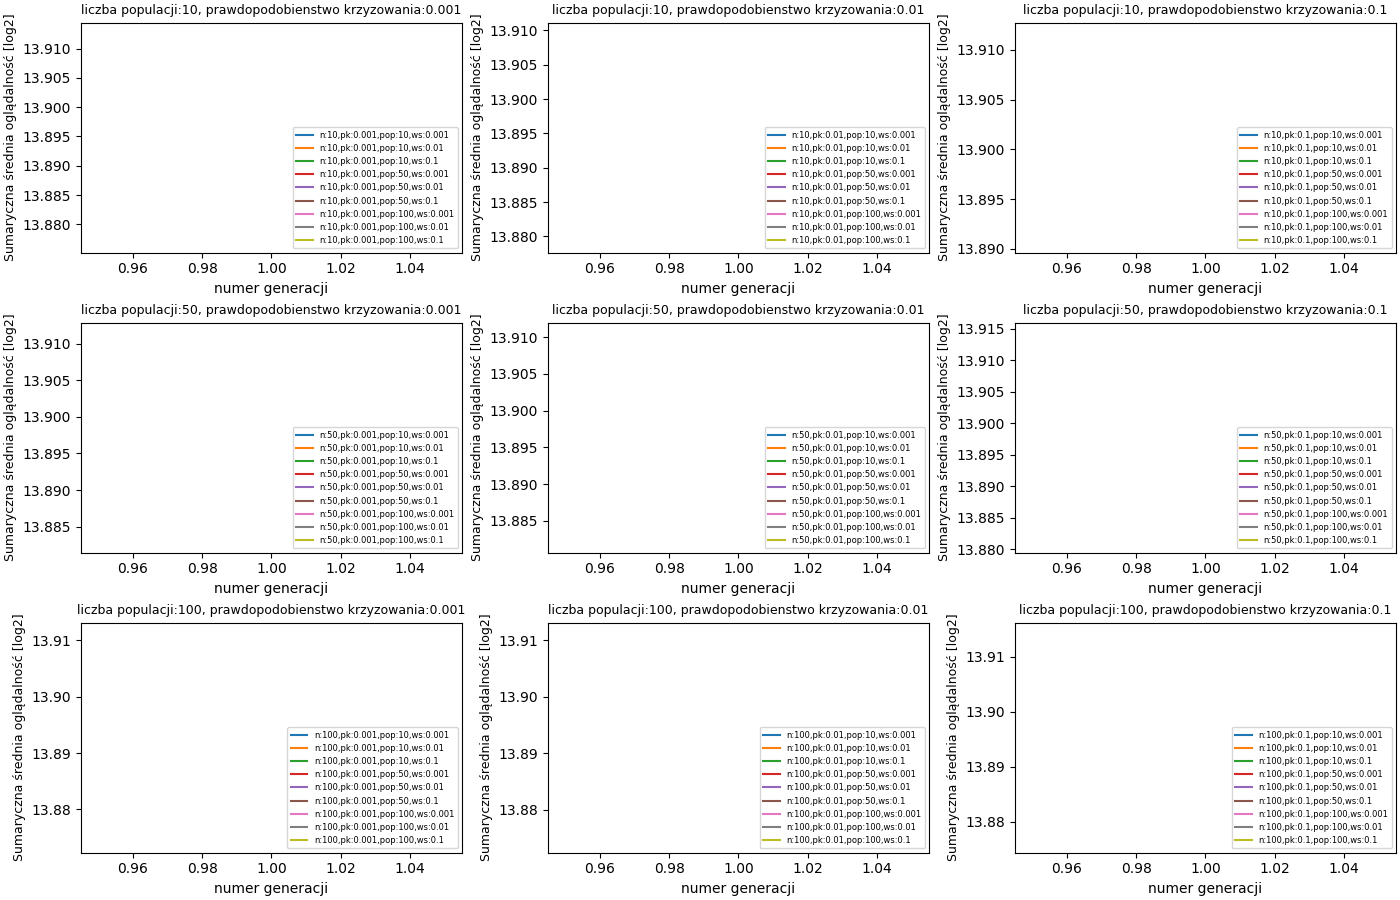 liczba populacji:10, prawdopodobienstwo krzyzowania:0.001
Sumaryczna średnia oglądalność [log2]
13.910
13.905
13.900
13.895
13.890
13.885
13.880
n:10,pk:0.001,pop:10,ws:0.001
n:10,pk:0.001,pop:10,ws:0.01
n:10,pk:0.001,pop:10,ws:0.1
n:10,pk:0.001,pop:50,ws:0.001
n:10,pk:0.001,pop:50,ws:0.01
n:10,pk:0.001,pop:50,ws:0.1
n:10,pk:0.001,pop:100,ws:0.001
n:10,pk:0.001,pop:100,ws:0.01
n:10,pk:0.001,pop:100,ws:0.1
0.96 0.98 1.00 1.02 1.04
numer generacji
liczba populacji:10, prawdopodobienstwo krzyzowania:0.01
Sumaryczna średnia oglądalność [log2]
13.910
13.905
13.900
13.895
13.890
13.885
13.880
n:10,pk:0.01,pop:10,ws:0.001
n:10,pk:0.01,pop:10,ws:0.01
n:10,pk:0.01,pop:10,ws:0.1
n:10,pk:0.01,pop:50,ws:0.001
n:10,pk:0.01,pop:50,ws:0.01
n:10,pk:0.01,pop:50,ws:0.1
n:10,pk:0.01,pop:100,ws:0.001
n:10,pk:0.01,pop:100,ws:0.01
n:10,pk:0.01,pop:100,ws:0.1
0.96 0.98 1.00 1.02 1.04
numer generacji
liczba populacji:10, prawdopodobienstwo krzyzowania:0.1
Sumaryczna średnia oglądalność [log2]
13.910
13.905
13.900
13.895
13.890
n:10,pk:0.1,pop:10,ws:0.001
n:10,pk:0.1,pop:10,ws:0.01
n:10,pk:0.1,pop:10,ws:0.1
n:10,pk:0.1,pop:50,ws:0.001
n:10,pk:0.1,pop:50,ws:0.01
n:10,pk:0.1,pop:50,ws:0.1
n:10,pk:0.1,pop:100,ws:0.001
n:10,pk:0.1,pop:100,ws:0.01
n:10,pk:0.1,pop:100,ws:0.1
0.96 0.98 1.00 1.02 1.04
numer generacji
liczba populacji:50, prawdopodobienstwo krzyzowania:0.001
Sumaryczna średnia oglądalność [log2]
13.910
13.905
13.900
13.895
13.890
13.885
n:50,pk:0.001,pop:10,ws:0.001
n:50,pk:0.001,pop:10,ws:0.01
n:50,pk:0.001,pop:10,ws:0.1
n:50,pk:0.001,pop:50,ws:0.001
n:50,pk:0.001,pop:50,ws:0.01
n:50,pk:0.001,pop:50,ws:0.1
n:50,pk:0.001,pop:100,ws:0.001
n:50,pk:0.001,pop:100,ws:0.01
n:50,pk:0.001,pop:100,ws:0.1
0.96 0.98 1.00 1.02 1.04
numer generacji
liczba populacji:50, prawdopodobienstwo krzyzowania:0.01
Sumaryczna średnia oglądalność [log2]
13.910
13.905
13.900
13.895
13.890
13.885
n:50,pk:0.01,pop:10,ws:0.001
n:50,pk:0.01,pop:10,ws:0.01
n:50,pk:0.01,pop:10,ws:0.1
n:50,pk:0.01,pop:50,ws:0.001
n:50,pk:0.01,pop:50,ws:0.01
n:50,pk:0.01,pop:50,ws:0.1
n:50,pk:0.01,pop:100,ws:0.001
n:50,pk:0.01,pop:100,ws:0.01
n:50,pk:0.01,pop:100,ws:0.1
0.96 0.98 1.00 1.02 1.04
numer generacji
liczba populacji:50, prawdopodobienstwo krzyzowania:0.1
Sumaryczna średnia oglądalność [log2]
13.915
13.910
13.905
13.900
13.895
13.890
13.885
13.880
n:50,pk:0.1,pop:10,ws:0.001
n:50,pk:0.1,pop:10,ws:0.01
n:50,pk:0.1,pop:10,ws:0.1
n:50,pk:0.1,pop:50,ws:0.001
n:50,pk:0.1,pop:50,ws:0.01
n:50,pk:0.1,pop:50,ws:0.1
n:50,pk:0.1,pop:100,ws:0.001
n:50,pk:0.1,pop:100,ws:0.01
n:50,pk:0.1,pop:100,ws:0.1
0.96 0.98 1.00 1.02 1.04
numer generacji
liczba populacji:100, prawdopodobienstwo krzyzowania:0.001
Sumaryczna średnia oglądalność [log2]
13.91
13.90
13.89
13.88
n:100,pk:0.001,pop:10,ws:0.001
n:100,pk:0.001,pop:10,ws:0.01
n:100,pk:0.001,pop:10,ws:0.1
n:100,pk:0.001,pop:50,ws:0.001
n:100,pk:0.001,pop:50,ws:0.01
n:100,pk:0.001,pop:50,ws:0.1
n:100,pk:0.001,pop:100,ws:0.001
n:100,pk:0.001,pop:100,ws:0.01
n:100,pk:0.001,pop:100,ws:0.1
0.96 0.98 1.00 1.02 1.04
numer generacji
liczba populacji:100, prawdopodobienstwo krzyzowania:0.01
Sumaryczna średnia oglądalność [log2]
13.91
13.90
13.89
13.88
n:100,pk:0.01,pop:10,ws:0.001
n:100,pk:0.01,pop:10,ws:0.01
n:100,pk:0.01,pop:10,ws:0.1
n:100,pk:0.01,pop:50,ws:0.001
n:100,pk:0.01,pop:50,ws:0.01
n:100,pk:0.01,pop:50,ws:0.1
n:100,pk:0.01,pop:100,ws:0.001
n:100,pk:0.01,pop:100,ws:0.01
n:100,pk:0.01,pop:100,ws:0.1
0.96 0.98 1.00 1.02 1.04
numer generacji
liczba populacji:100, prawdopodobienstwo krzyzowania:0.1
Sumaryczna średnia oglądalność [log2]
13.91
13.90
13.89
13.88
n:100,pk:0.1,pop:10,ws:0.001
n:100,pk:0.1,pop:10,ws:0.01
n:100,pk:0.1,pop:10,ws:0.1
n:100,pk:0.1,pop:50,ws:0.001
n:100,pk:0.1,pop:50,ws:0.01
n:100,pk:0.1,pop:50,ws:0.1
n:100,pk:0.1,pop:100,ws:0.001
n:100,pk:0.1,pop:100,ws:0.01
n:100,pk:0.1,pop:100,ws:0.1
0.96 0.98 1.00 1.02 1.04
numer generacji